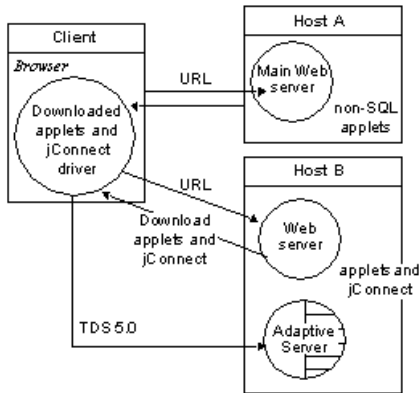 Client
Browser
Downloaded
applets and
jConnect
driver
URL
Host A
Main Web
server
non-SQL
applets
URL
Download
applets and
jConnect
Host B
Web
server
applets and
jConnect
TDS 5.0
Adaptive
Server